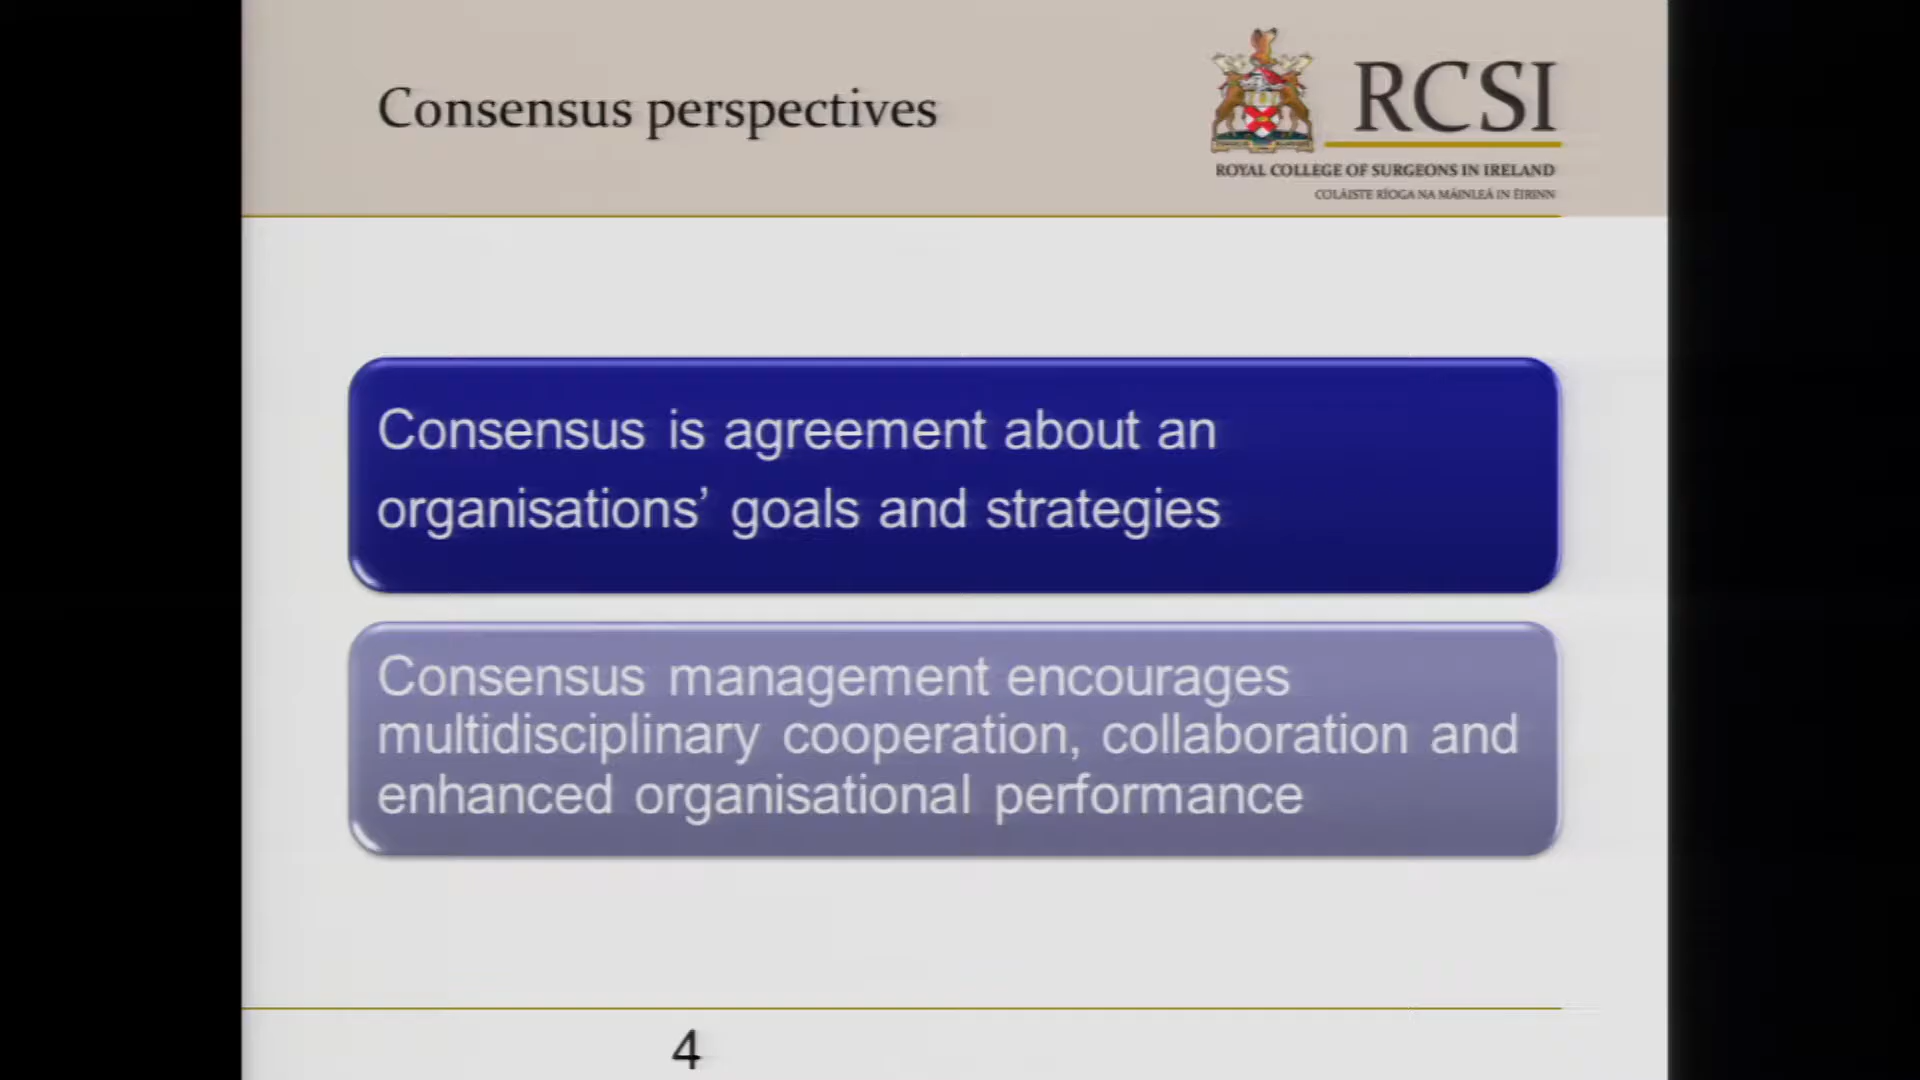 Consensus perspectives
RCSI
ROYAL COLLEGE OF SURGEONS IN IRELAND
COLÁISTE RÍOGA NA MÁINLEÁ IN ÉIRINN
Consensus is agreement about an
organisations’ goals and strategies
Consensus management encourages
multidisciplinary cooperation, collaboration and
enhanced organisational performance
4